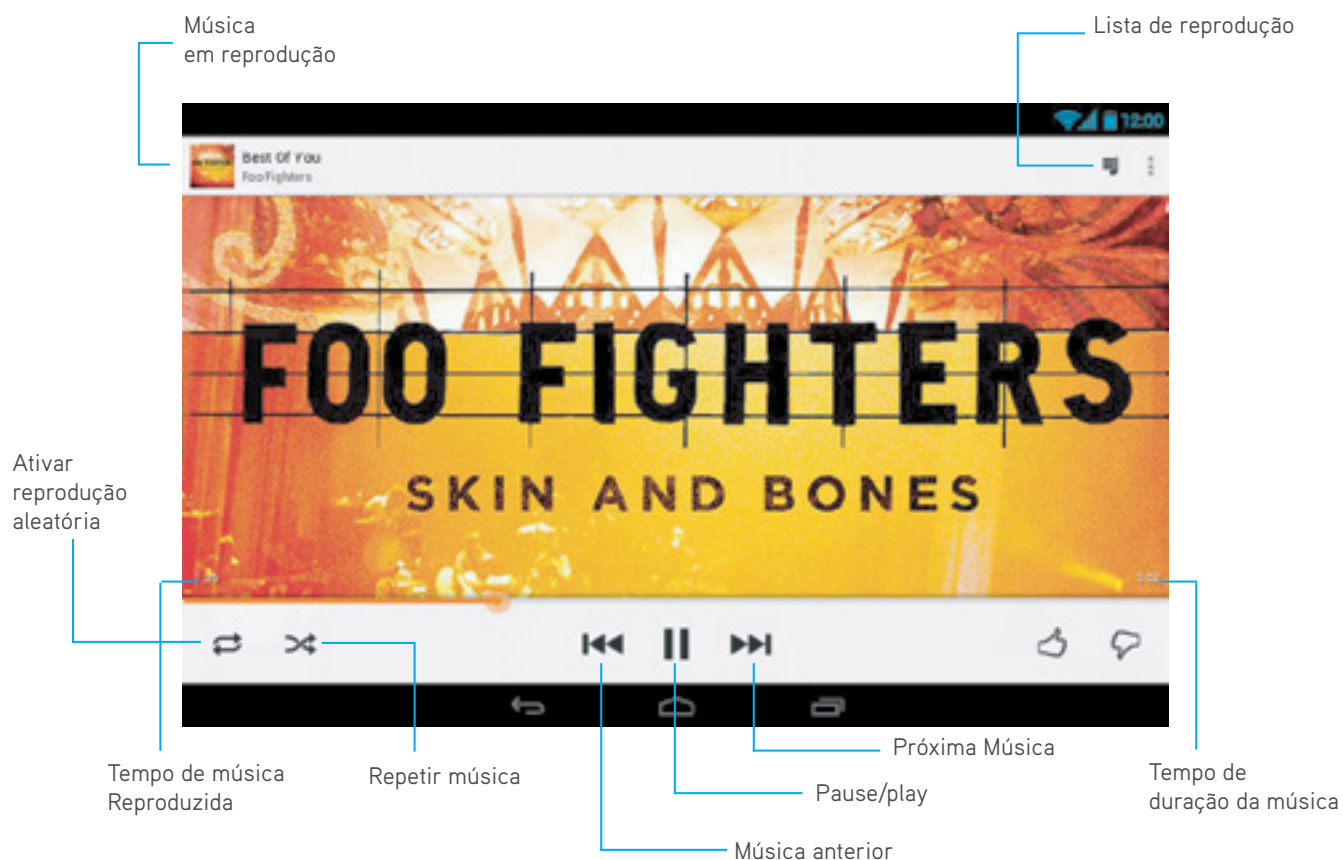 Música
em reprodução
Lista de reprodução
12:00
Best Of You
Foo Fighters
FOO FIGHTERS
SKIN AND BONES
Ativar
reprodução
aleatória
Tempo de música
Reproduzida
Repetir música
Próxima Música
Pause/play
Música anterior
Tempo de
duração da música